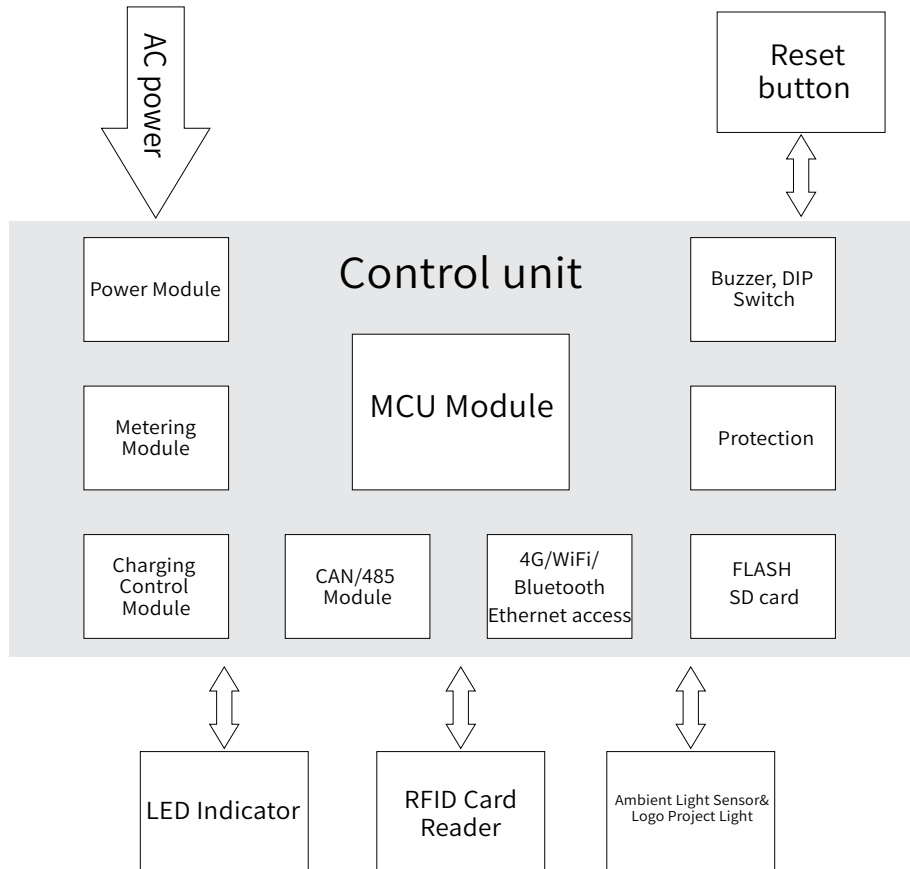 AC power
Reset
button
Control unit
Power Module
Buzzer, DIP
Switch
MCU Module
Metering
Module
Protection
Charging
Control
Module
CAN/485
Module
4G/WiFi/
Bluetooth
Ethernet access
FLASH
SD card
LED Indicator
RFID Card
Reader
Ambient Light Sensor&
Logo Project Light